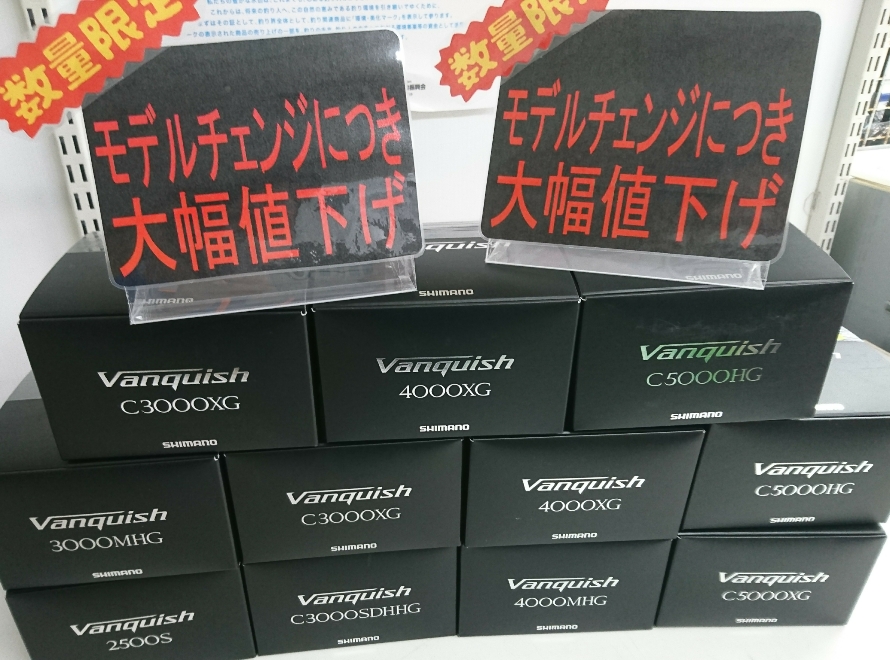 数量限定
数量限定
モデルチェンジにつき
大幅値下げ
モデルチェンジにつき
大幅値下げ
SHIMANO
SHIMANO
SHIMANO
Vanquish
C3000XG
SHIMANO
Vanquish
4000XG
SHIMANO
Vanquish
C5000HG
SHIMANO
Vanquish
3000MHG
SHIMANO
Vanquish
C3000XG
SHIMANO
Vanquish
4000XG
SHIMANO
Vanquish
C5000HG
SHIMANO
Vanquish
2500S
Vanquish
C3000SDHHG
SHIMANO
Vanquish
4000MHG
SHIMANO
Vanquish
C5000XG
SHIMANO